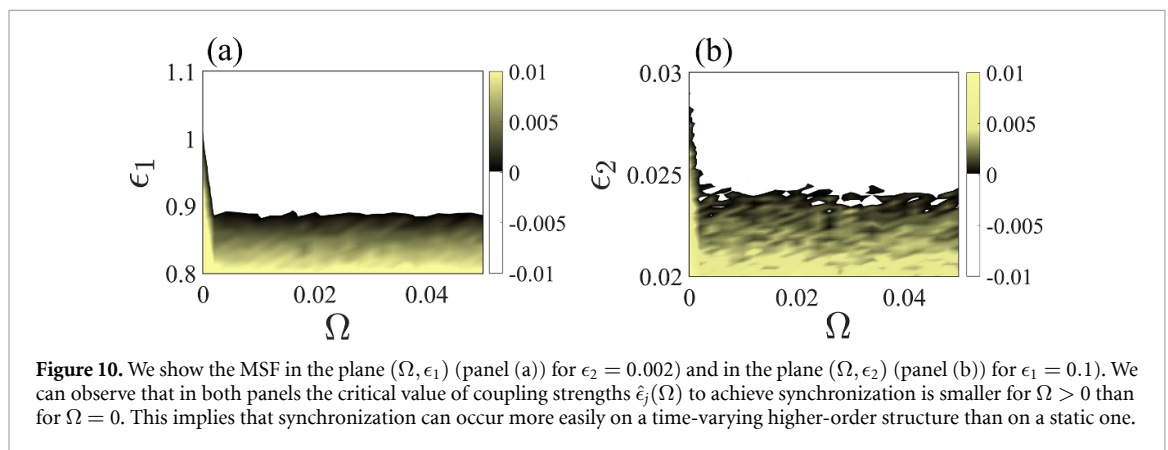 (a)
(b)
1.1
1
0.9
0.8
ϵ1
0
0.02
0.04
Ω
0.01
0.005
0
-0.005
-0.01
0.03
0.025
0.02
ϵ2
0
0.02
0.04
Ω
0.01
0.005
0
-0.005
-0.01
Figure 10. We show the MSF in the plane (Ω, ϵ1) (panel (a)) for ϵ2 = 0.002) and in the plane (Ω, ϵ2) (panel (b)) for ϵ1 = 0.1). We
can observe that in both panels the critical value of coupling strengths ϵ̂j(Ω) to achieve synchronization is smaller for Ω > 0 than
for Ω = 0. This implies that synchronization can occur more easily on a time-varying higher-order structure than on a static one.